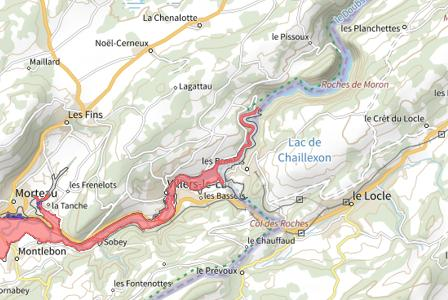 La Chenalotte
le Pissoux
le Doubs
les Planchettes
Noël-Cerneux
Maillard
Lagattau
Roches de Moron
Les Fins
le Crêt du Locle
Lac de
Chaillexon
les
les Frenelots
Morteau
la Tanche
les Bassots
le Locle
Col des Roches
Sobey
le Chauffaud
Montlebon
le Prévoux
les Fontenottes